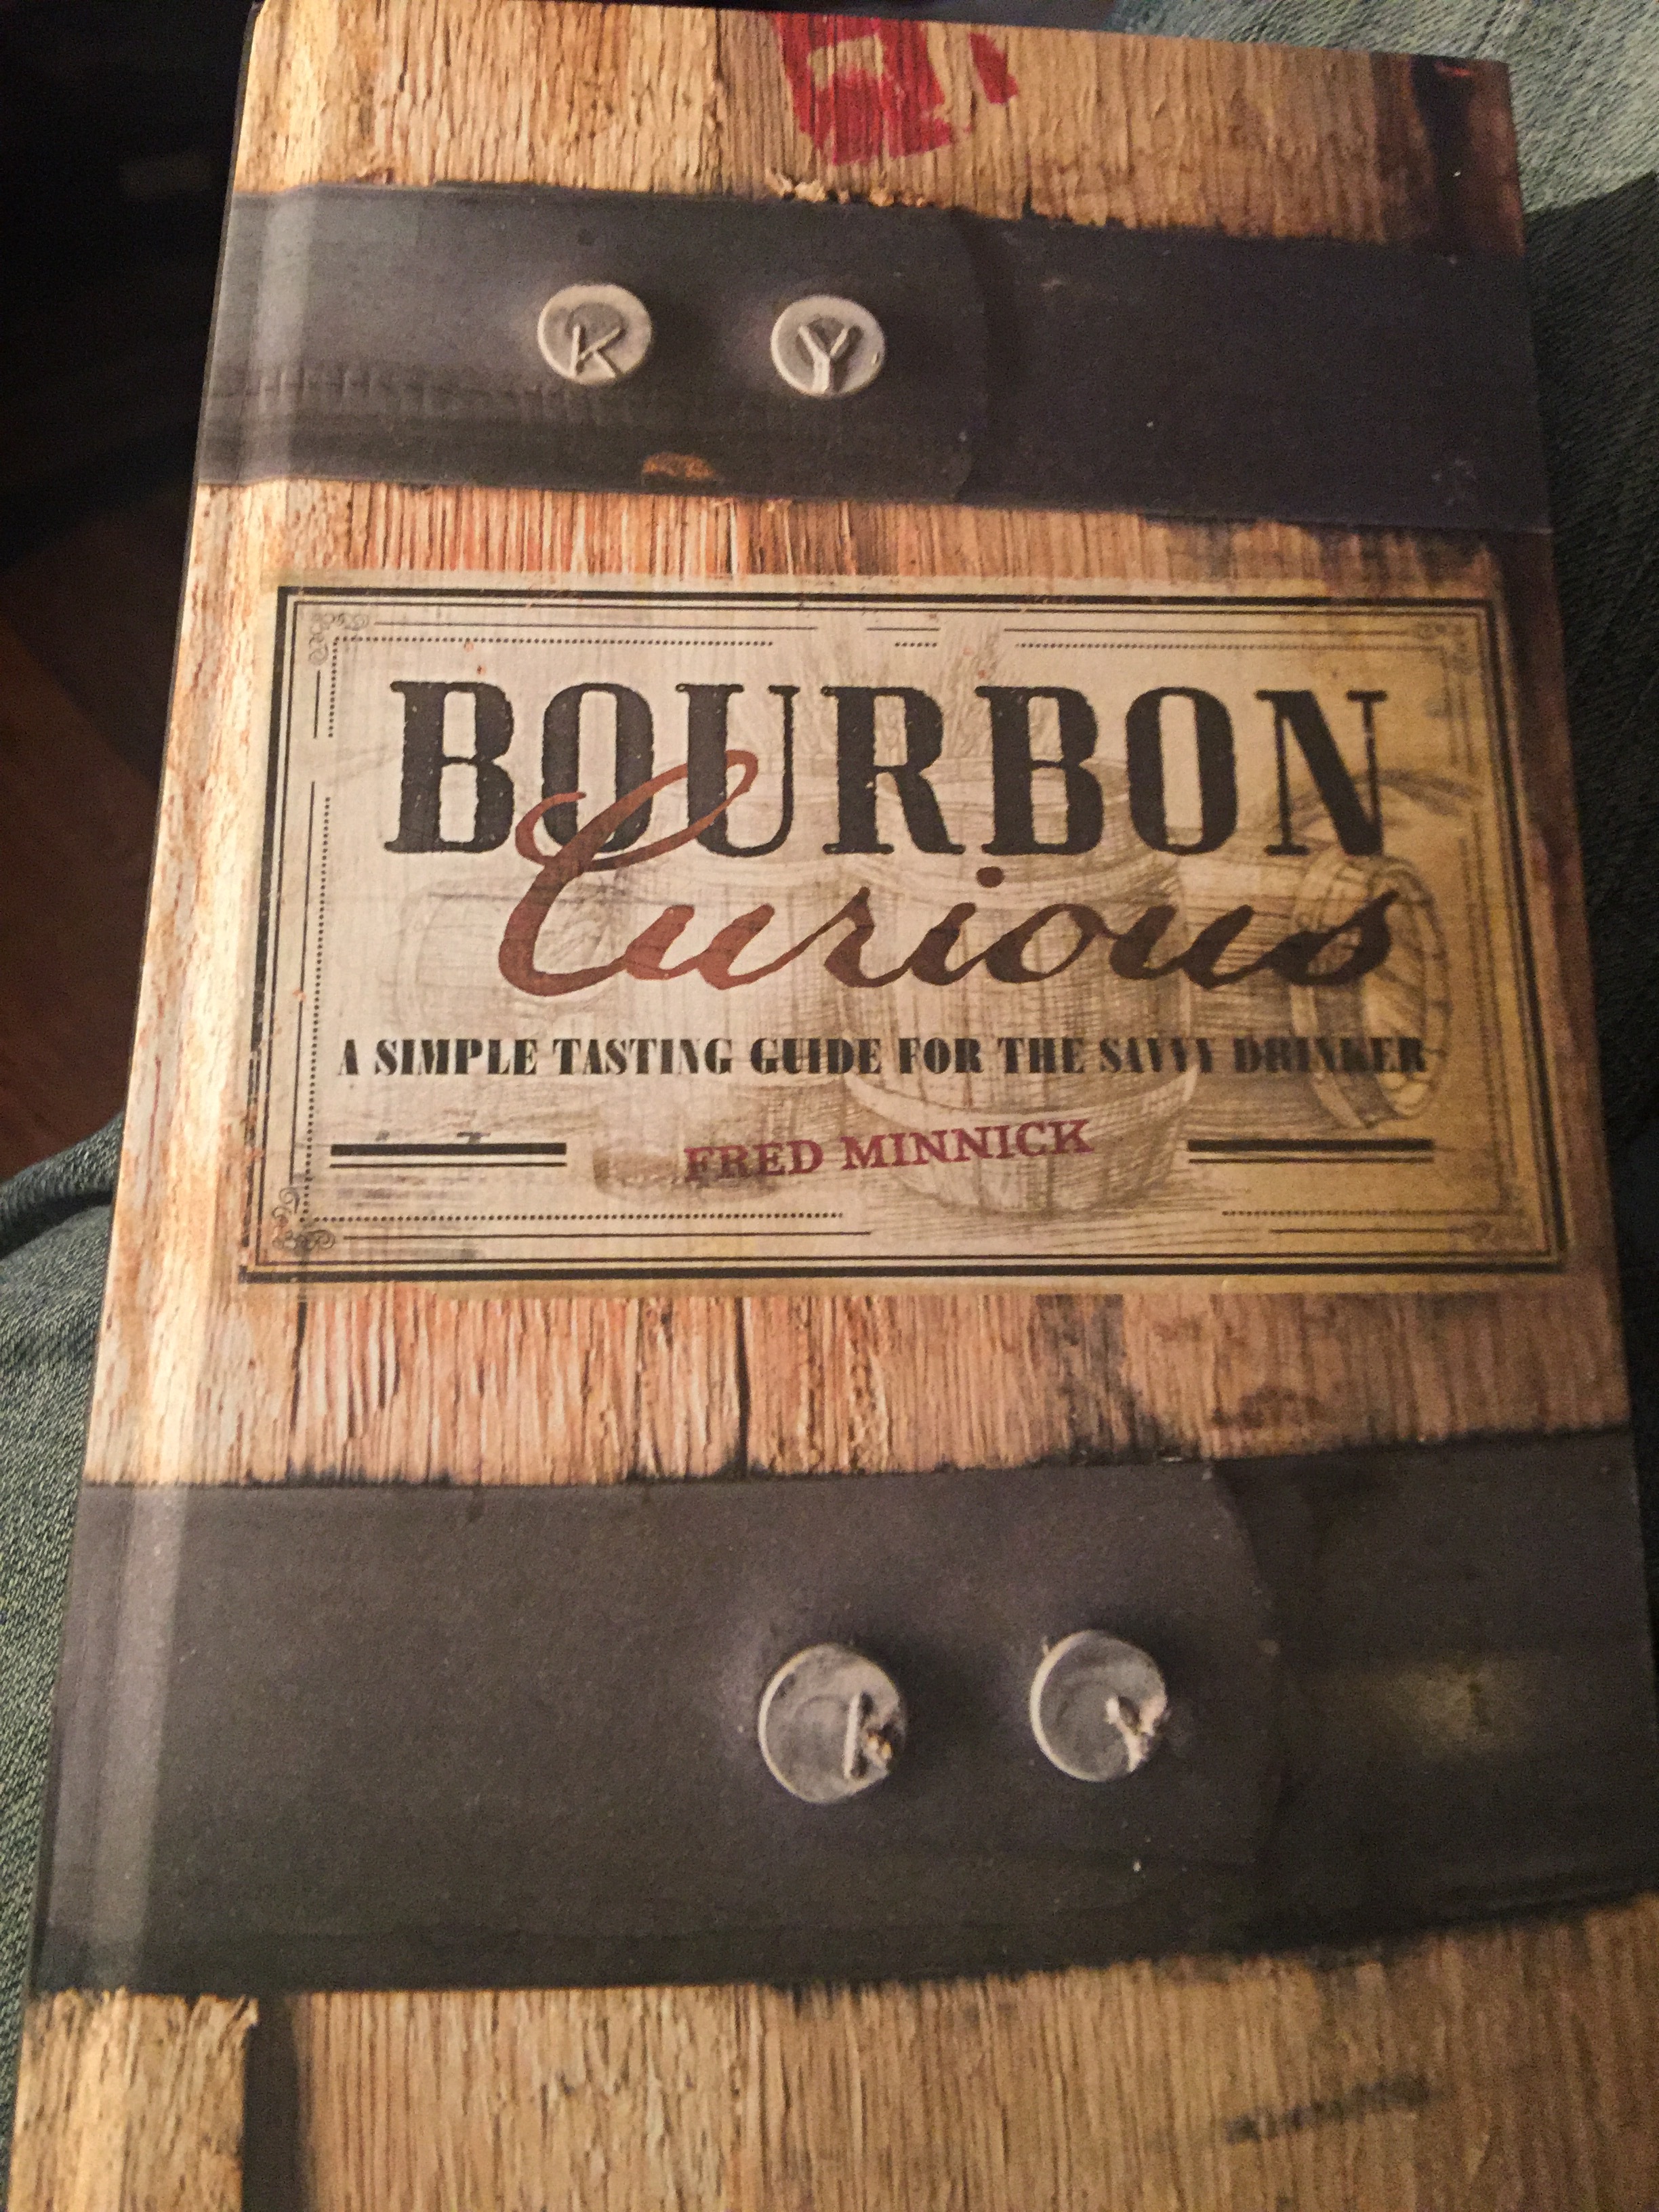 K Y
BOURBON
Curious
A SIMPLE TASTING GUIDE FOR THE SAVVY DRINKER
FRED MINNICK